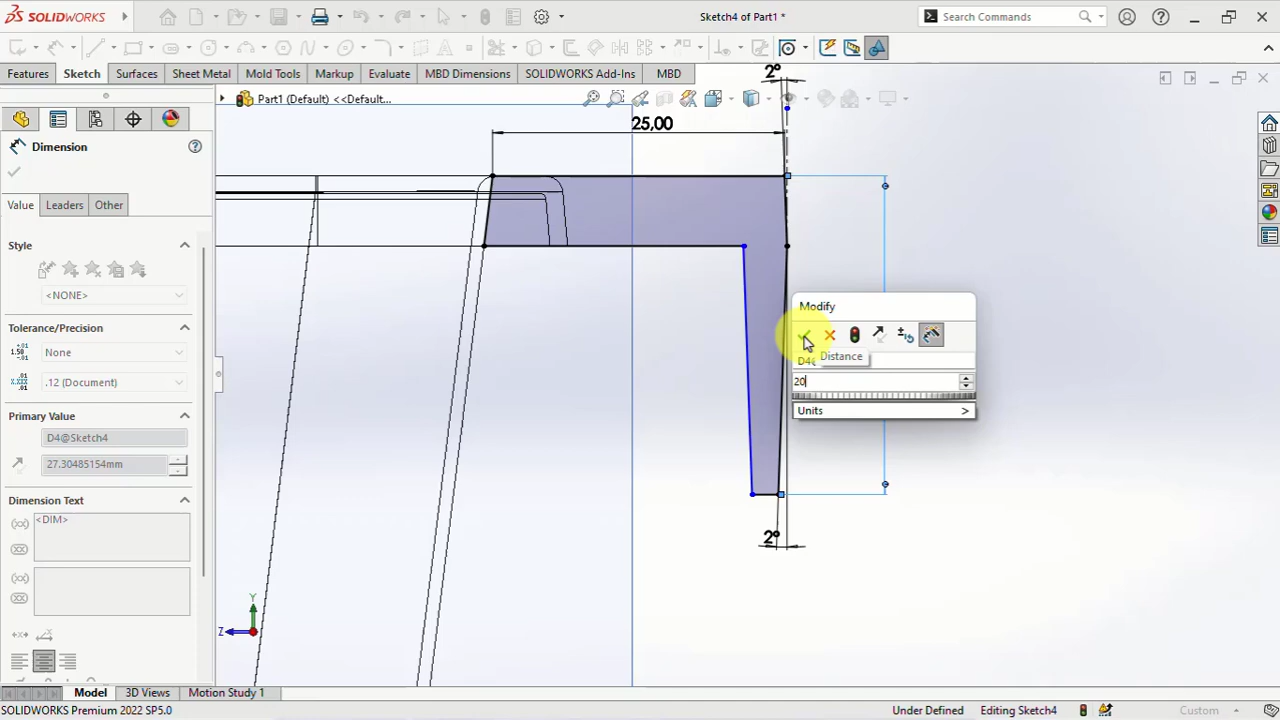 SOLIDWORKS
Sketch4 of Part1 *
Search Commands
Features
Sketch
Surfaces
Sheet Metal
Mold Tools
Markup
Evaluate
MBD Dimensions
SOLIDWORKS Add-Ins
MBD
2°
Part1 (Default) <<Default...
Dimension
25,00
Value
Leaders
Other
Style
<NONE>
Tolerance/Precision
None
.12 (Document)
Primary Value
D4@Sketch4
27.30485154mm
Dimension Text
<DIM>
Modify
Distance
20
Units
2°
Y
Z
Model
3D Views
Motion Study 1
SOLIDWORKS Premium 2022 SP5.0
Under Defined
Editing Sketch4
Custom